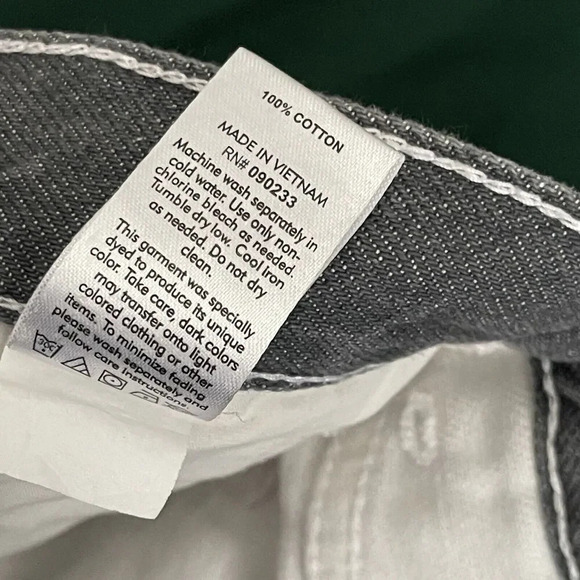 100% COTTON
MADE IN VIETNAM
RN# 090233
Machine wash separately in
cold water. Use only non-
chlorine bleach as needed.
Tumble dry low. Cool Iron
as needed. Do not dry
clean.
This garment was specially
dyed to produce its unique
color. Take care, dark colors
may transfer onto light
colored clothing or other
items. To minimize fading
please wash separately and
follow care instructions.